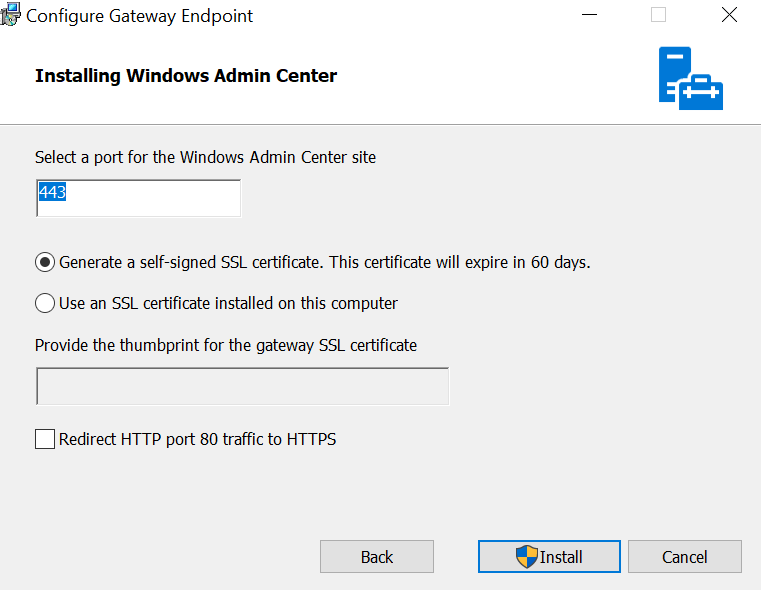 Configure Gateway Endpoint
Installing Windows Admin Center
Select a port for the Windows Admin Center site
443
Generate a self-signed SSL certificate. This certificate will expire in 60 days.
Use an SSL certificate installed on this computer
Provide the thumbprint for the gateway SSL certificate
Redirect HTTP port 80 traffic to HTTPS
Back
Install
Cancel